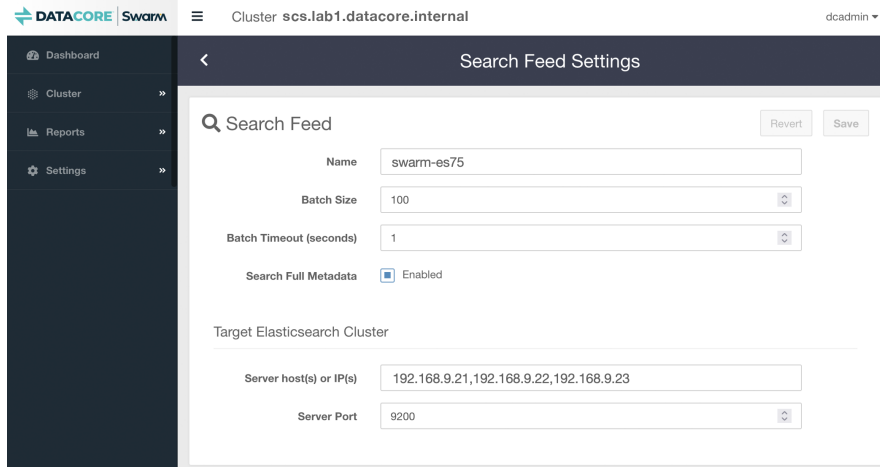 DATACORE Swarm
Cluster scs.lab1.datacore.internal
dcadmin
Dashboard
Cluster
Reports
Settings
Search Feed Settings
Search Feed
Revert
Save
Name
swarm-es75
Batch Size
100
Batch Timeout (seconds)
1
Search Full Metadata
Enabled
Target Elasticsearch Cluster
Server host(s) or IP(s)
192.168.9.21,192.168.9.22,192.168.9.23
Server Port
9200